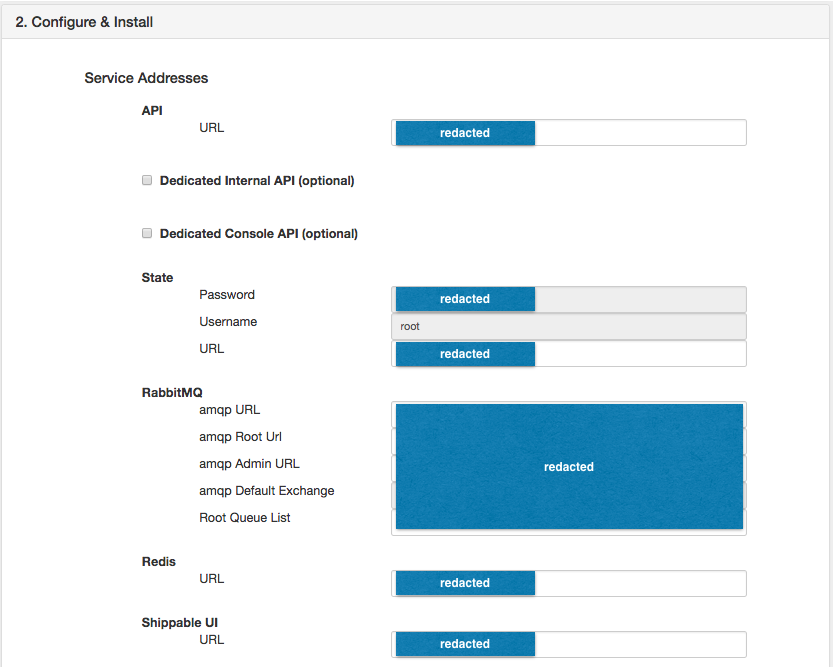 2. Configure & Install
Service Addresses
API
URL
redacted
Dedicated Internal API (optional)
Dedicated Console API (optional)
State
Password
redacted
Username
root
URL
redacted
RabbitMQ
amqp URL
amqp Root Url
amqp Admin URL
redacted
amqp Default Exchange
Root Queue List
Redis
URL
redacted
Shippable UI
URL
redacted